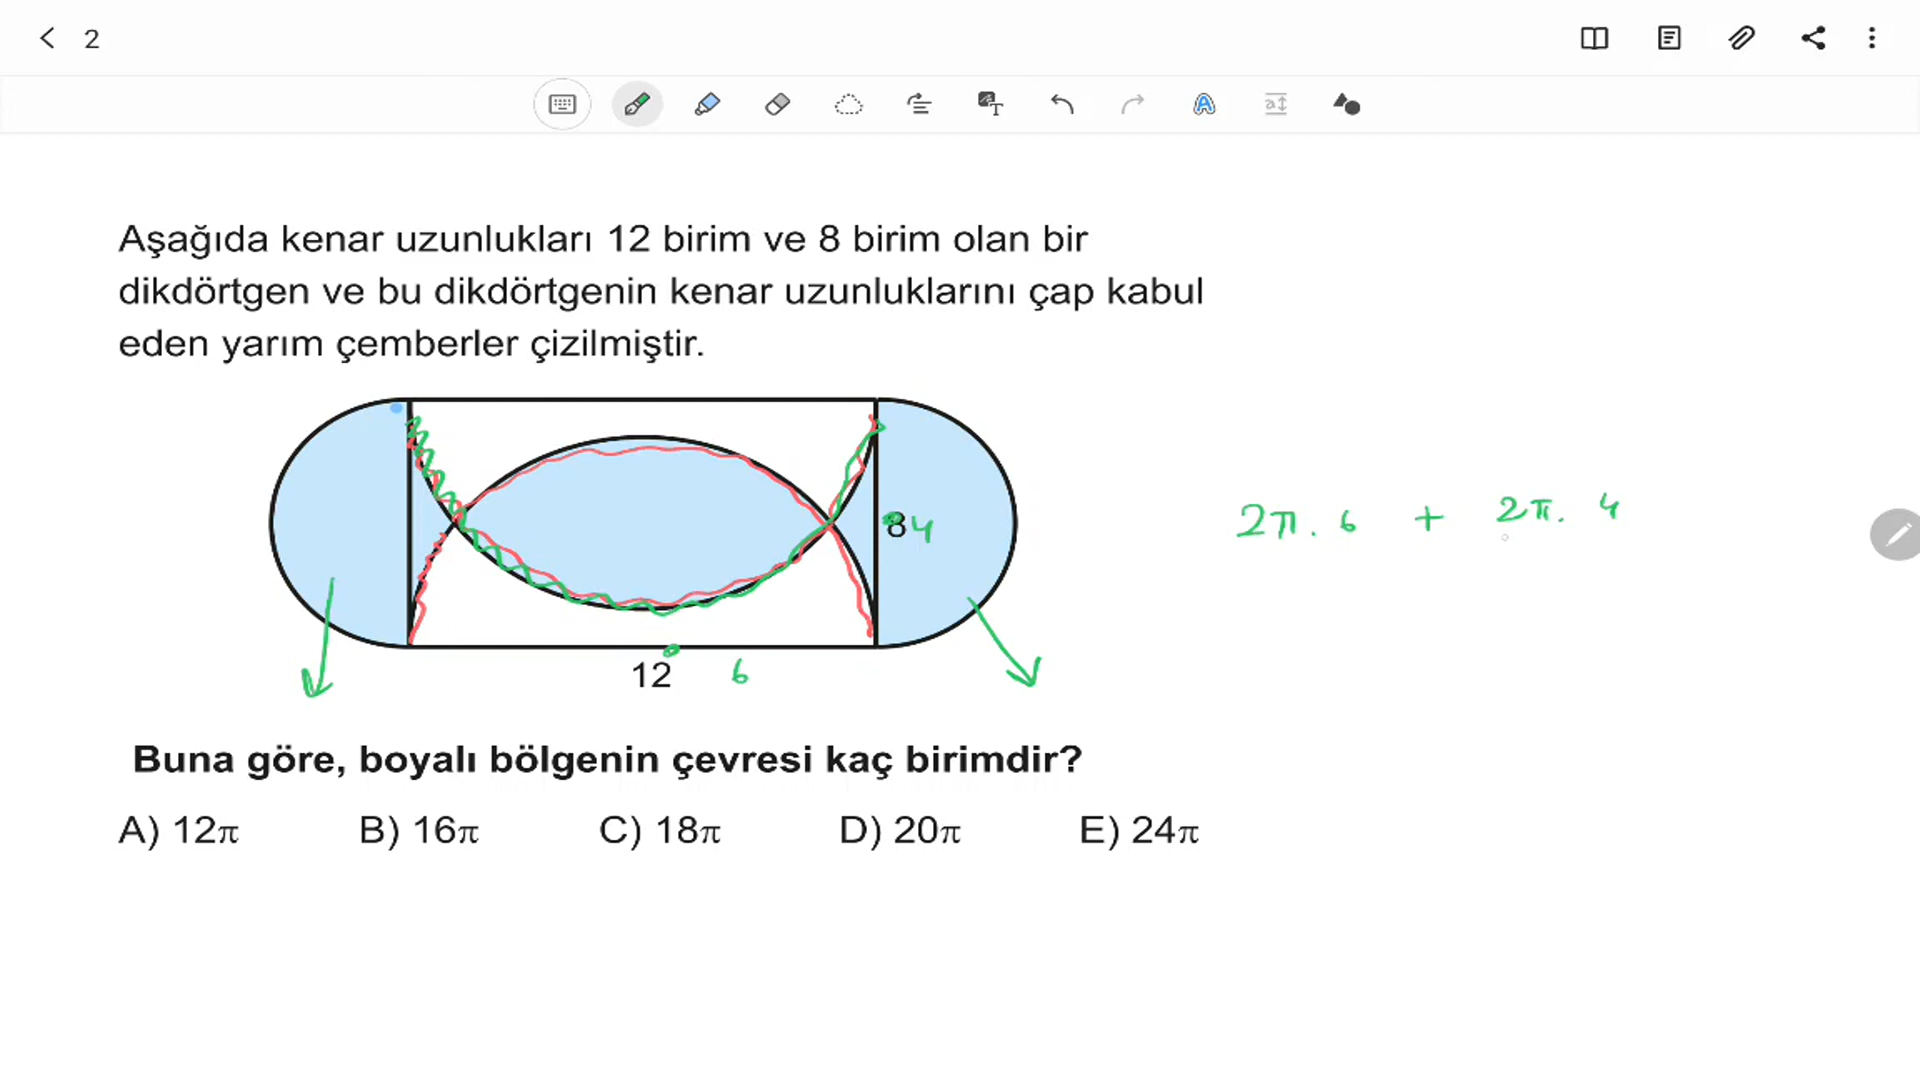 2
Aşağıda kenar uzunlukları 12 birim ve 8 birim olan bir
dikdörtgen ve bu dikdörtgenin kenar uzunluklarını çap kabul
eden yarım çemberler çizilmiştir.
8 4
2π. 6 + 2π. 4
12 6
Buna göre, boyalı bölgenin çevresi kaç birimdir?
A) 12π B) 16π C) 18π D) 20π E) 24π